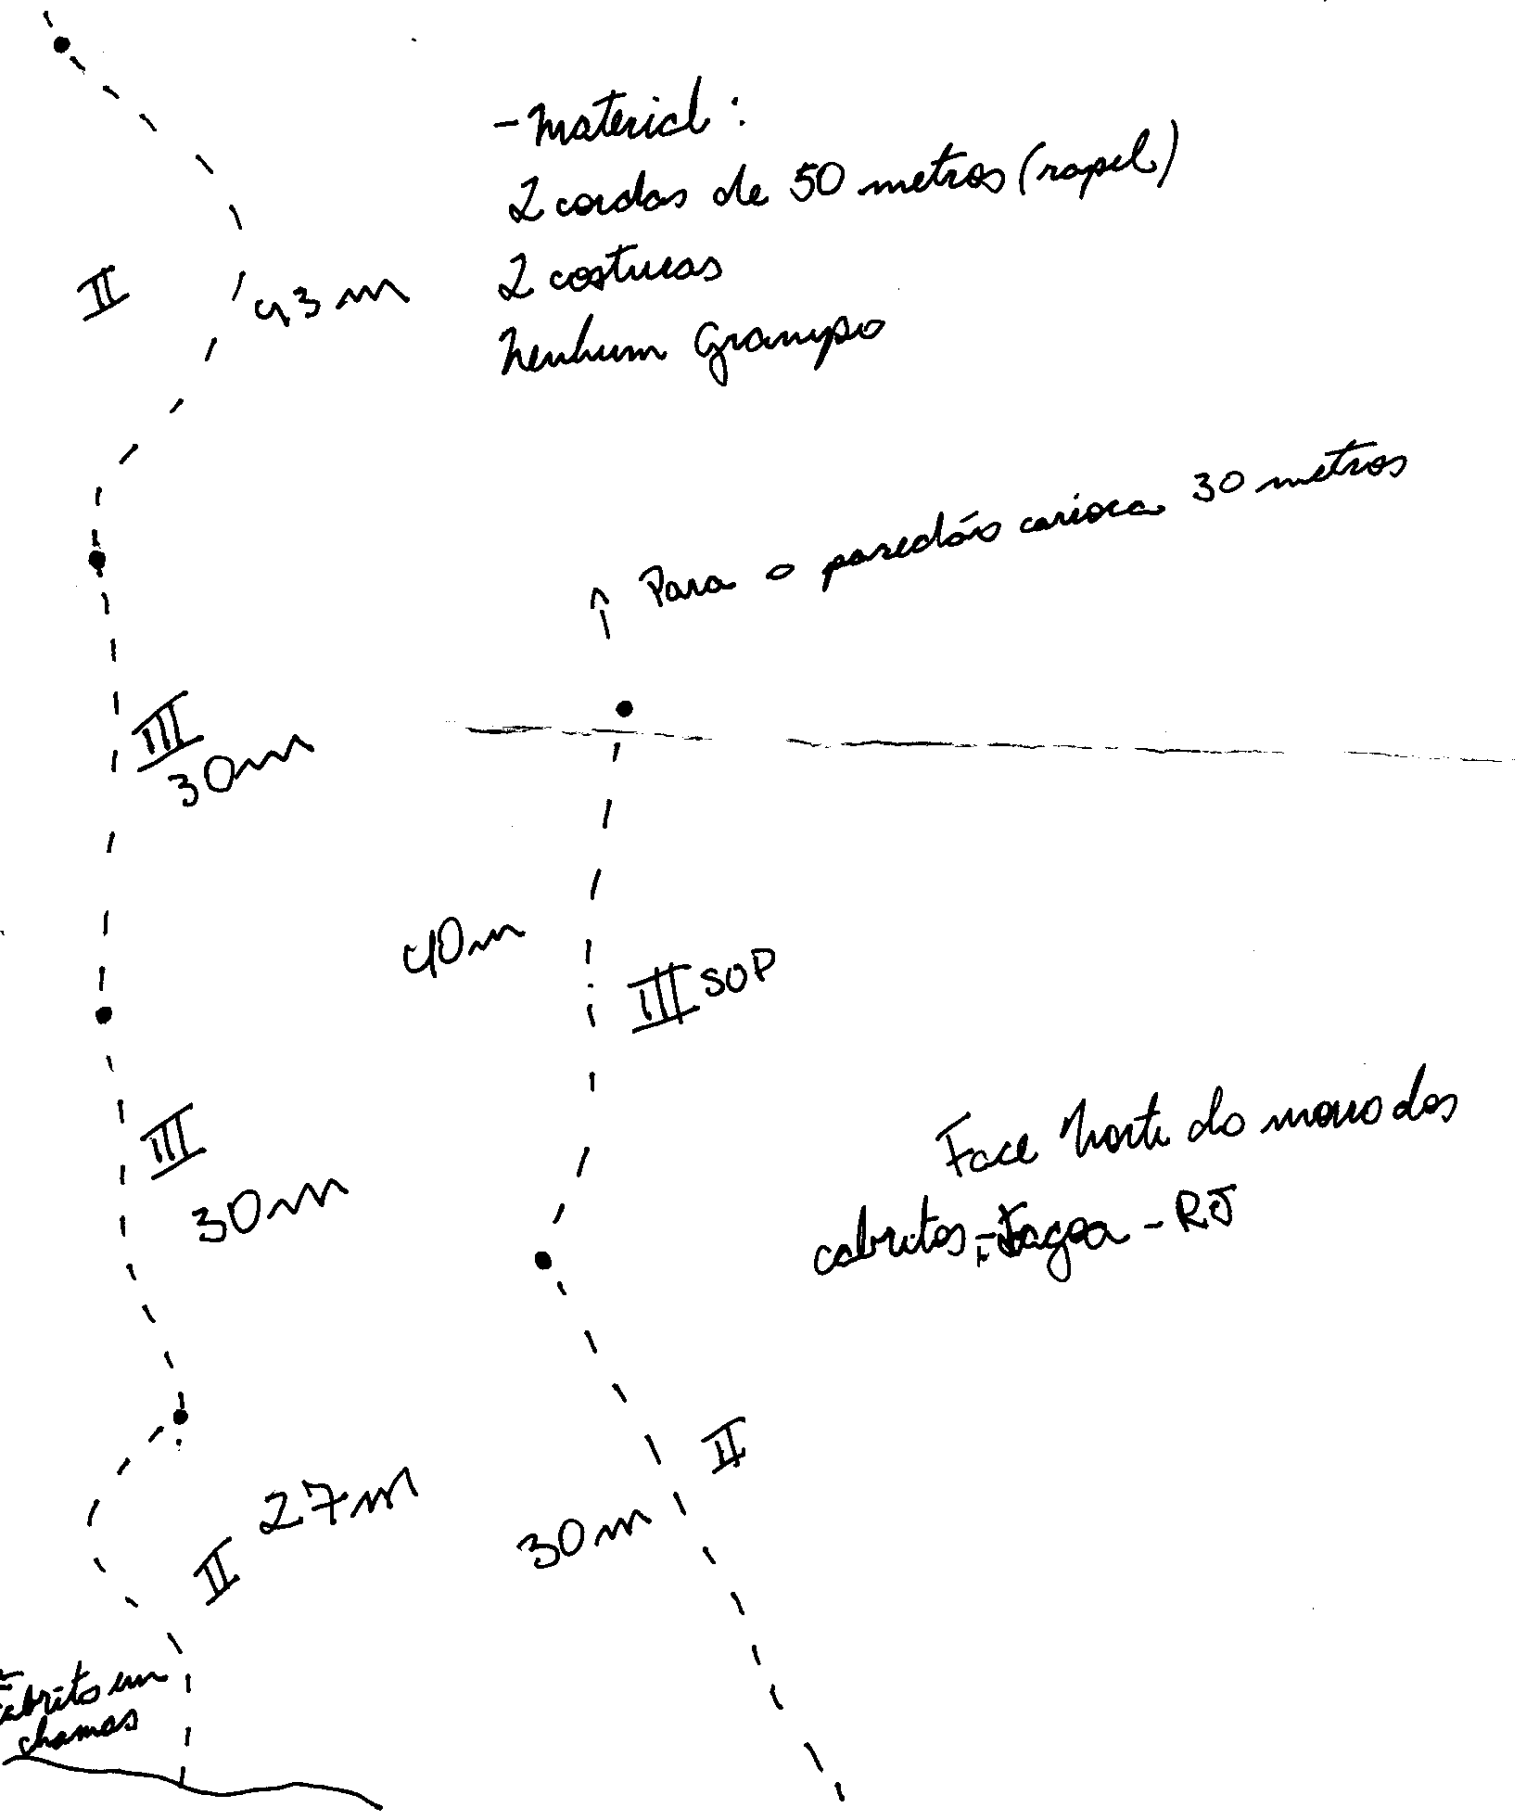 - Material :
2 cordas de 50 metros (rapel)
2 costuras
Nenhum Grampo
II
43 m
Para o paredão carioca 30 metros
III
30m
40m
III SOP
III
30m
Face Norte do morro dos
cabritos, Lagoa - RJ
II
27m
II
30m
Cabrito em
chamas